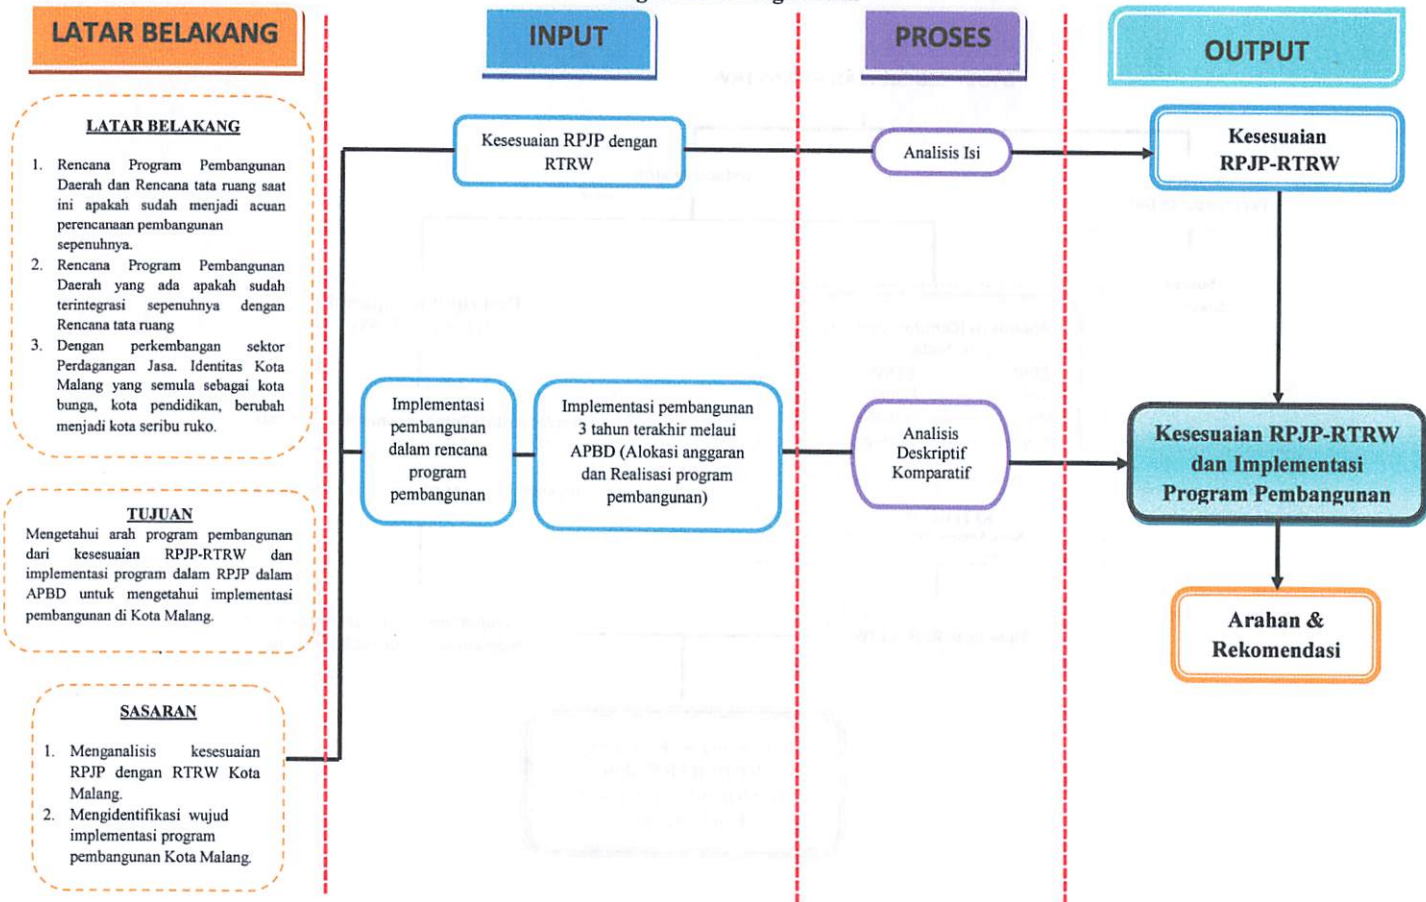 LATAR BELAKANG
INPUT
PROSES
OUTPUT
LATAR BELAKANG
1. Rencana Program Pembangunan
Daerah dan Rencana tata ruang saat
ini apakah sudah menjadi acuan
perencanaan pembangunan
sepenuhnya.
2. Rencana Program Pembangunan
Daerah yang ada apakah sudah
terintegrasi sepenuhnya dengan
Rencana tata ruang
3. Dengan perkembangan sektor
Perdagangan Jasa. Identitas Kota
Malang yang semula sebagai kota
bunga, kota pendidikan, berubah
menjadi kota seribu ruko.
TUJUAN
Mengetahui arah program pembangunan
dari kesesuaian RPJP-RTRW dan
implementasi program dalam RPJP dalam
APBD untuk mengetahui implementasi
pembangunan di Kota Malang.
SASARAN
1. Menganalisis kesesuaian
RPJP dengan RTRW Kota
Malang.
2. Mengidentifikasi wujud
implementasi program
pembangunan Kota Malang.
Kesesuaian RPJP dengan
RTRW
Implementasi
pembangunan
dalam rencana
program
pembangunan
Implementasi pembangunan
3 tahun terakhir melaui
APBD (Alokasi anggaran
dan Realisasi program
pembangunan)
Analisis Isi
Analisis
Deskriptif
Komparatif
Kesesuaian
RPJP-RTRW
Kesesuaian RPJP-RTRW
dan Implementasi
Program Pembangunan
Arahan &
Rekomendasi